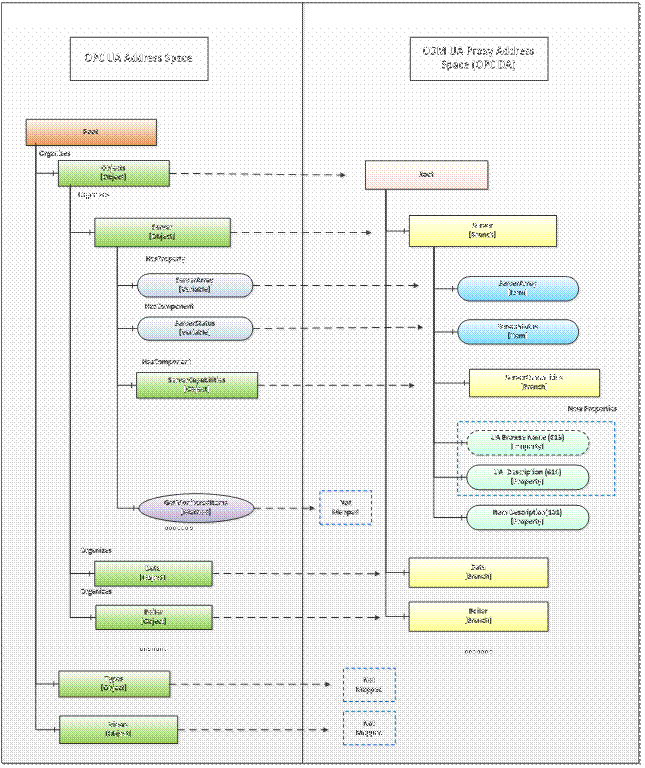 OPC UA Address Space
COM UA Proxy Address
Space (OPC DA)
Root
Organizes
Objects
[Object]
Organizes
Server
[Object]
HasProperty
ServerArray
[Variable]
HasComponent
ServerStatus
[Variable]
HasComponent
ServerCapabilities
[Object]
GetMonitoredItems
[Method]
Not
Mapped
Organizes
Data
[Object]
Organizes
Boiler
[Object]
Types
[Object]
Not
Mapped
Views
[Object]
Not
Mapped
Root
Server
[Branch]
ServerArray
[Item]
ServerStatus
[Item]
ServerCapabilities
[Branch]
New Properties
UA Browse Name (613)
[Property]
UA Description (614)
[Property]
Item Description(101)
[Property]
Data
[Branch]
Boiler
[Branch]